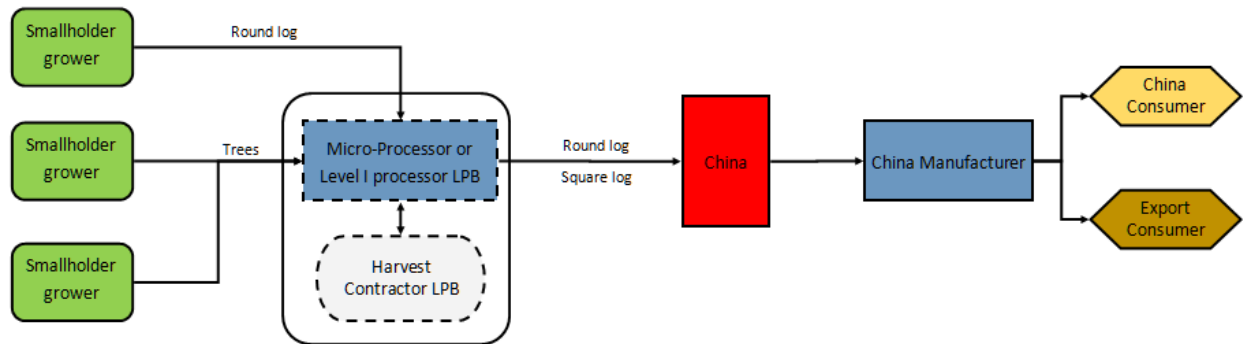 Smallholder
grower
Round log
Smallholder
grower
Trees
Smallholder
grower
Micro-Processor or
Level I processor LPB
Harvest
Contractor LPB
Round log
Square log
China
China Manufacturer
China
Consumer
Export
Consumer